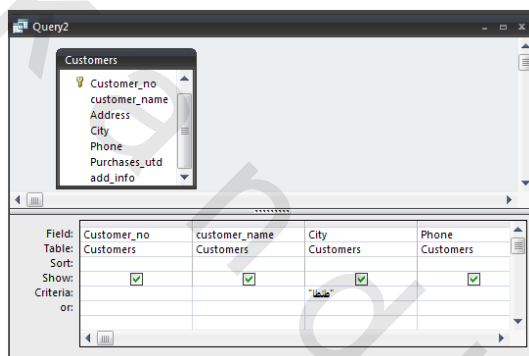 Query2
Customers
Customer_no
customer_name
Address
City
Phone
Purchases_utd
add_info
Field: Customer_no customer_name City Phone
Table: Customers Customers Customers Customers
Sort:
Show:
Criteria: "طنطا"
or: